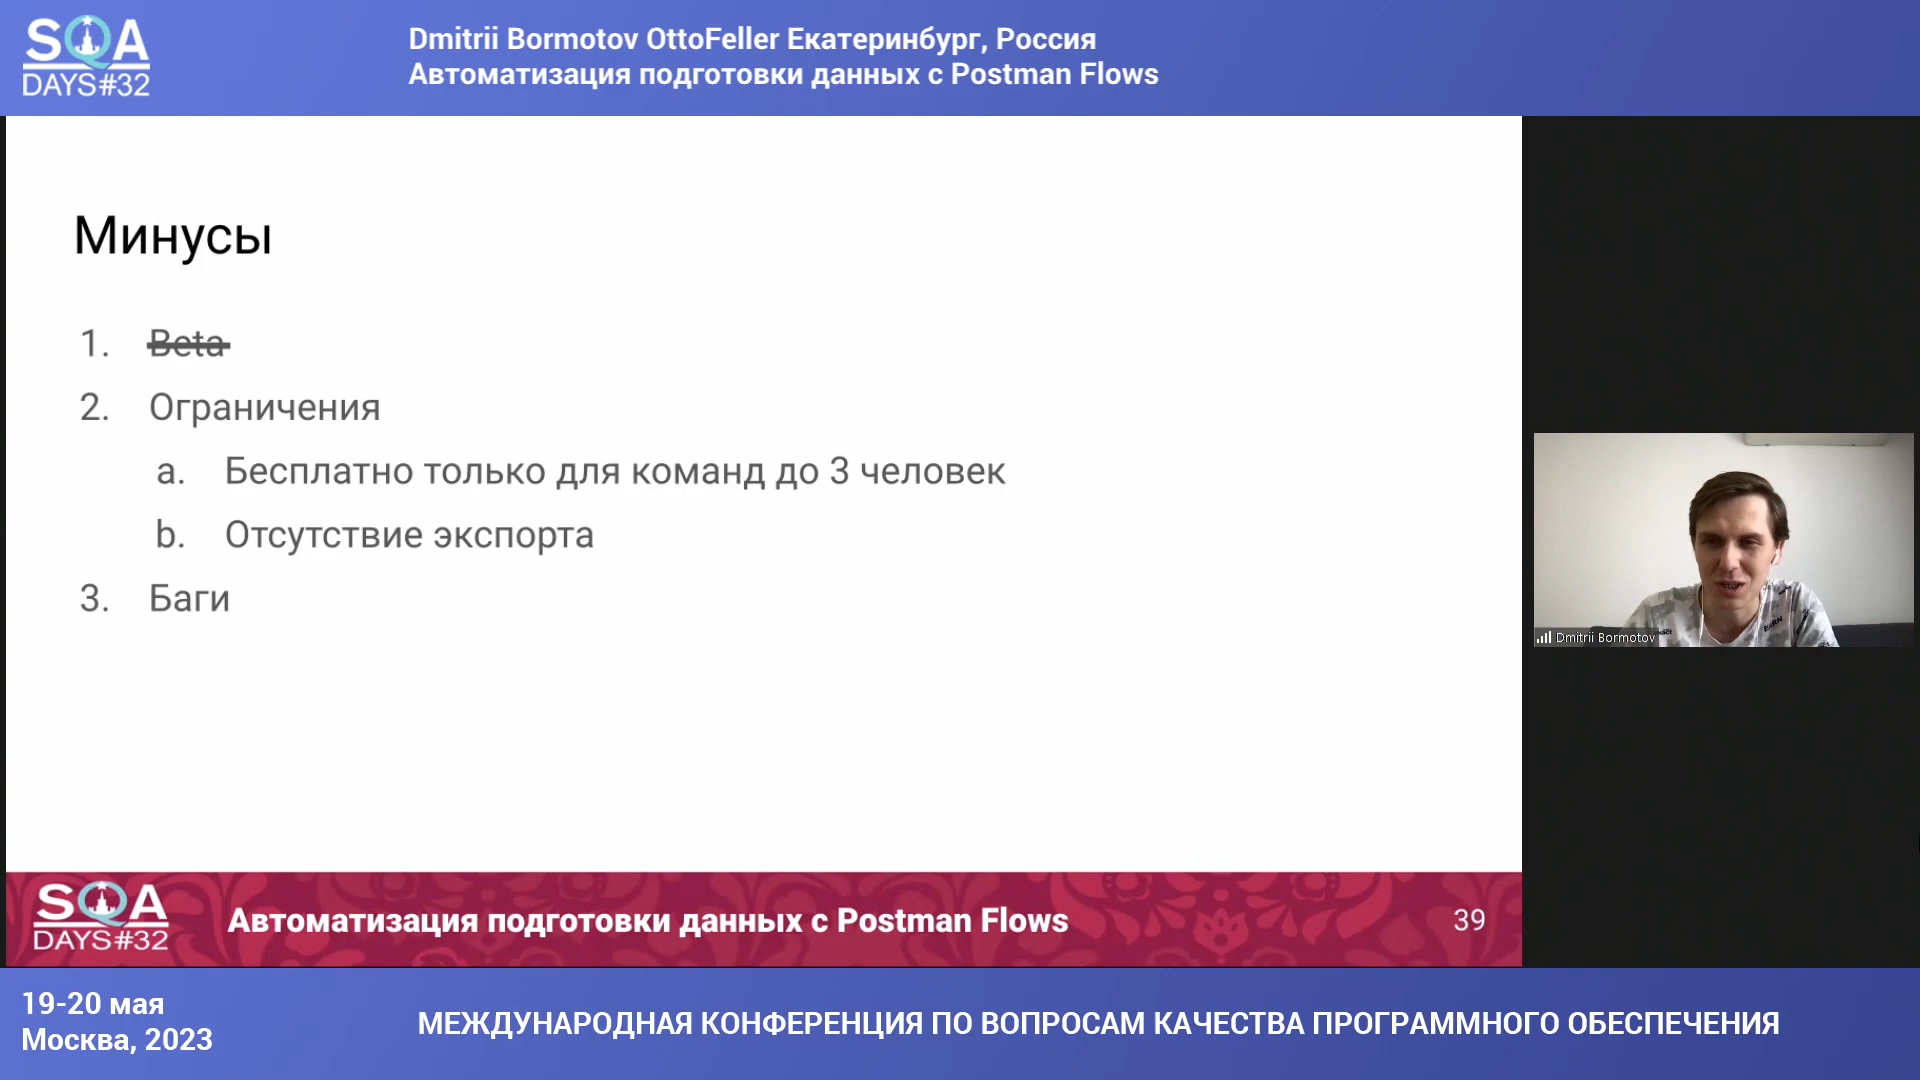 SQA
DAYS#32
Dmitrii Bormotov OttoFeller Екатеринбург, Россия
Автоматизация подготовки данных с Postman Flows
Минусы
1. Beta
2. Ограничения
a. Бесплатно только для команд до 3 человек
b. Отсутствие экспорта
3. Баги
Dmitrii Bormotov
SQA
DAYS#32
Автоматизация подготовки данных с Postman Flows
39
19-20 мая
Москва, 2023
МЕЖДУНАРОДНАЯ КОНФЕРЕНЦИЯ ПО ВОПРОСАМ КАЧЕСТВА ПРОГРАММНОГО ОБЕСПЕЧЕНИЯ